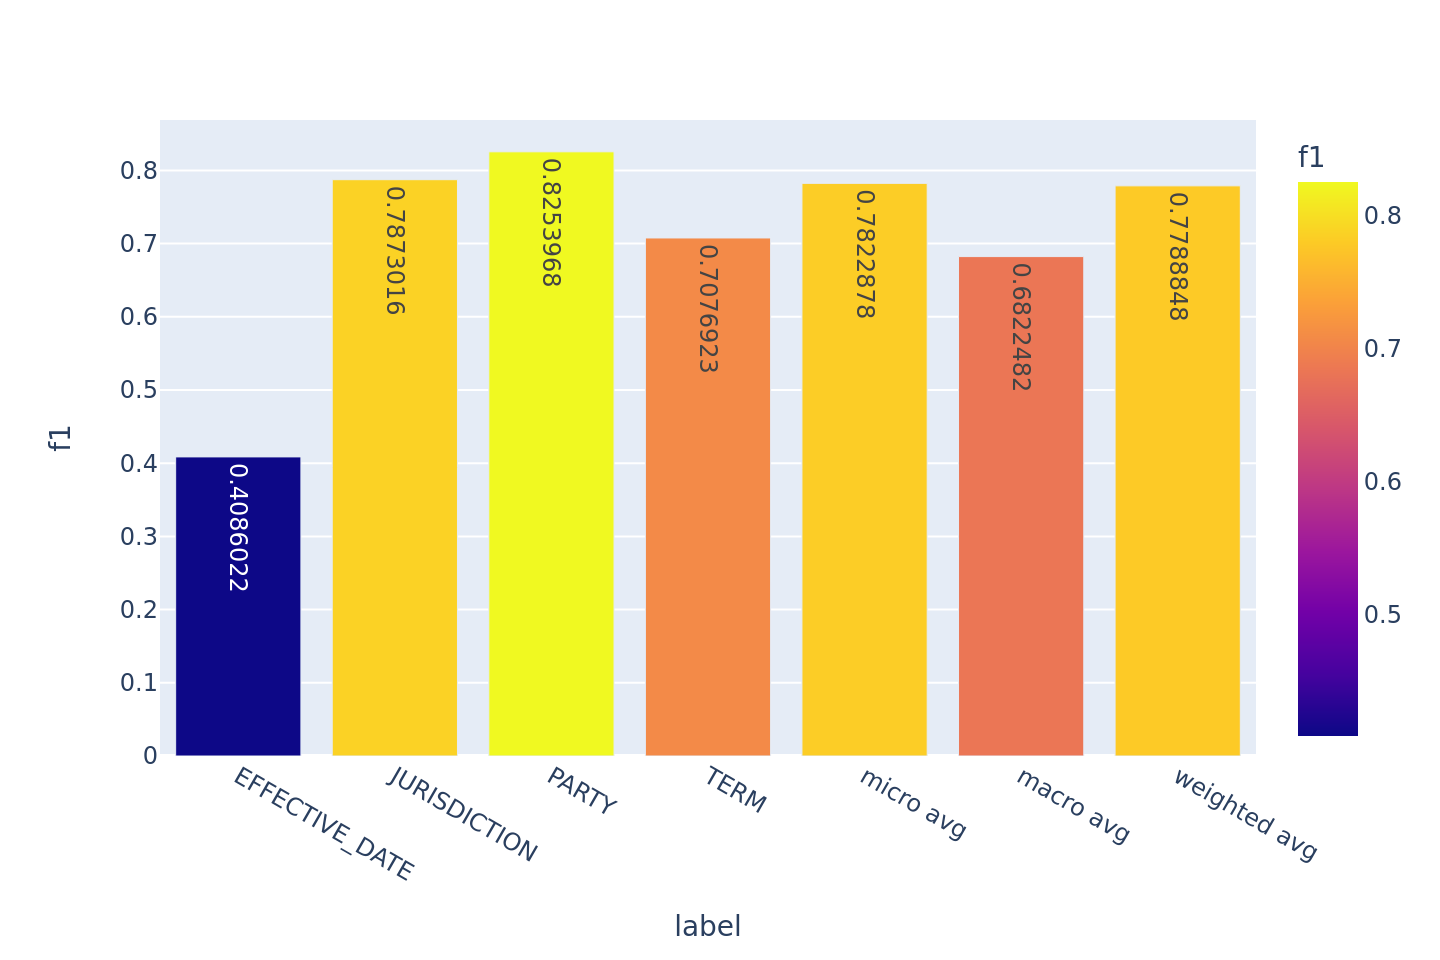 f1
0.8
0.7
0.6
0.5
0.4
0.3
0.2
0.1
0
0.4086022
0.7873016
0.8253968
0.7076923
0.7822878
0.6822482
0.7788848
EFFECTIVE_DATE
JURISDICTION
PARTY
TERM
micro avg
macro avg
weighted avg
label
f1
0.8
0.7
0.6
0.5